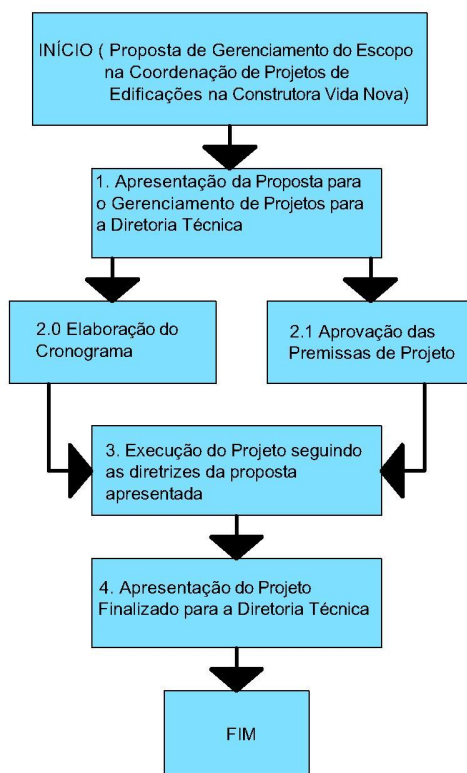 INÍCIO ( Proposta de Gerenciamento do Escopo
na Coordenação de Projetos de
Edificações na Construtora Vida Nova)
1. Apresentação da Proposta para
o Gerenciamento de Projetos para
a Diretoria Técnica
2.0 Elaboração do
Cronograma
2.1 Aprovação das
Premissas de Projeto
3. Execução do Projeto seguindo
as diretrizes da proposta
apresentada
4. Apresentação do Projeto
Finalizado para a Diretoria Técnica
FIM